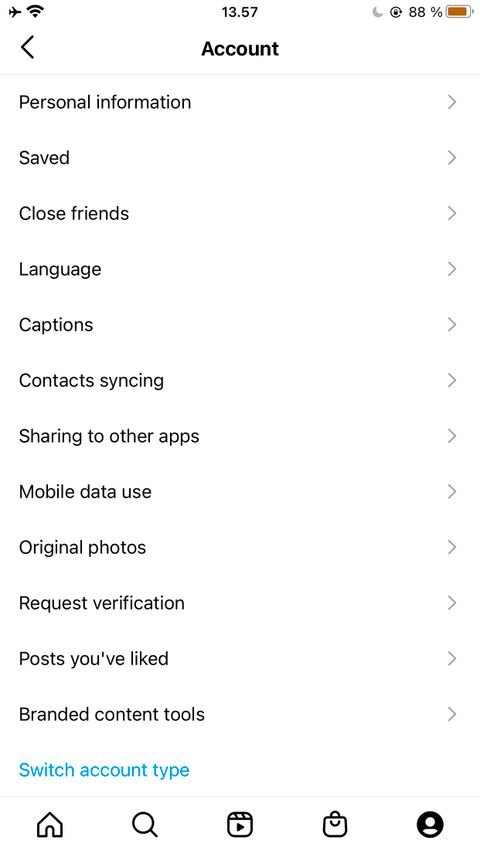 13.57
88 %
Account
Personal information
Saved
Close friends
Language
Captions
Contacts syncing
Sharing to other apps
Mobile data use
Original photos
Request verification
Posts you've liked
Branded content tools
Switch account type